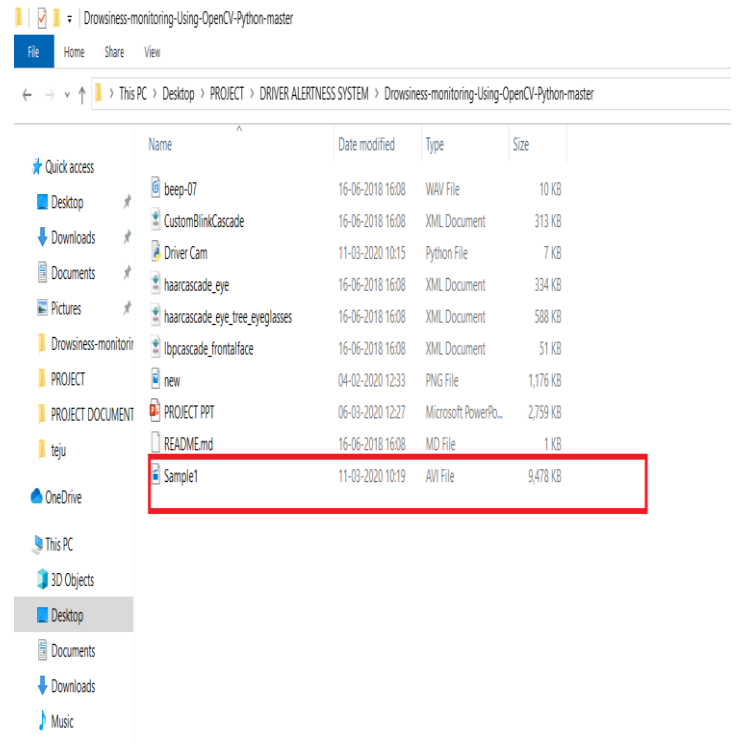 Drowsiness-monitoring-Using-OpenCV-Python-master
File Home Share View
> This PC > Desktop > PROJECT > DRIVER ALERTNESS SYSTEM > Drowsiness-monitoring-Using-OpenCV-Python-master
Name Date modified Type Size
Quick access
Desktop
Downloads
Documents
Pictures
Drowsiness-monitorir
PROJECT
PROJECT DOCUMENT
teju
OneDrive
This PC
3D Objects
Desktop
Documents
Downloads
Music
beep-07 16-06-2018 16:08 WAV File 10 KB
CustomBlinkCascade 16-06-2018 16:08 XML Document 313 KB
Driver Cam 11-03-2020 10:15 Python File 7 KB
haarcascade_eye 16-06-2018 16:08 XML Document 334 KB
haarcascade_eye_tree_eyeglasses 16-06-2018 16:08 XML Document 588 KB
lbpcascade_frontalface 16-06-2018 16:08 XML Document 51 KB
new 04-02-2020 12:33 PNG File 1,176 KB
PROJECT PPT 06-03-2020 12:27 Microsoft PowerPo... 2,759 KB
README.md 16-06-2018 16:08 MD File 1 KB
Sample1 11-03-2020 10:19 AVI File 9,478 KB